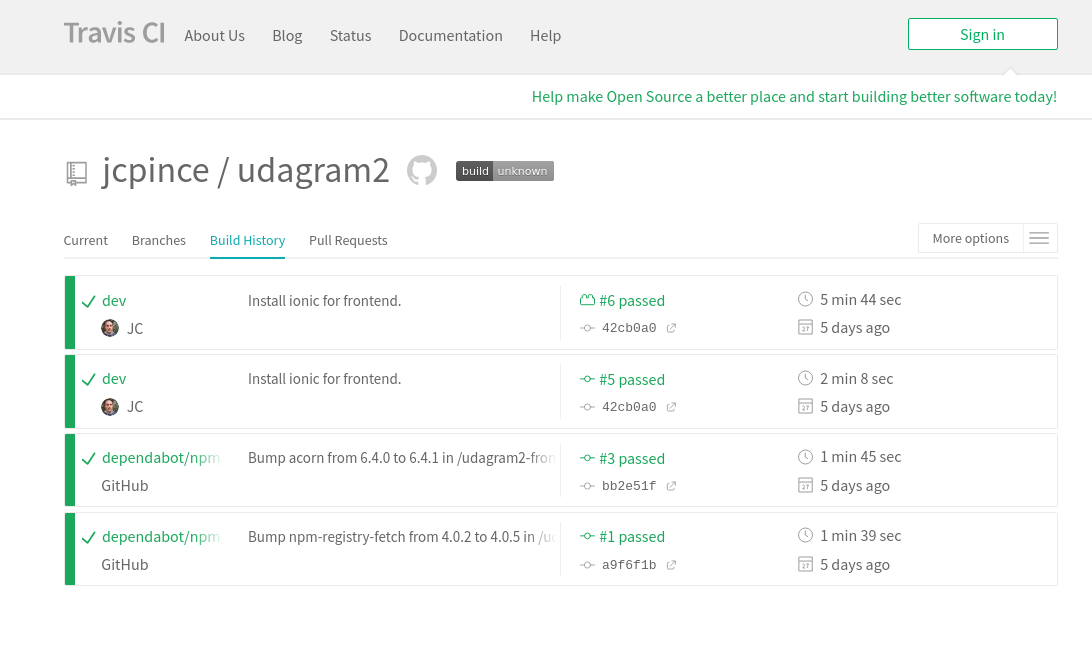 Travis CI About Us Blog Status Documentation Help Sign in
Help make Open Source a better place and start building better software today!
jcpince / udagram2 build unknown
Current Branches Build History Pull Requests More options
dev Install ionic for frontend. #6 passed 5 min 44 sec
JC 42cb0a0 5 days ago
dev Install ionic for frontend. #5 passed 2 min 8 sec
JC 42cb0a0 5 days ago
dependabot/npm Bump acorn from 6.4.0 to 6.4.1 in /udagram2-fron #3 passed 1 min 45 sec
GitHub bb2e51f 5 days ago
dependabot/npm Bump npm-registry-fetch from 4.0.2 to 4.0.5 in /ud #1 passed 1 min 39 sec
GitHub a9f6f1b 5 days ago